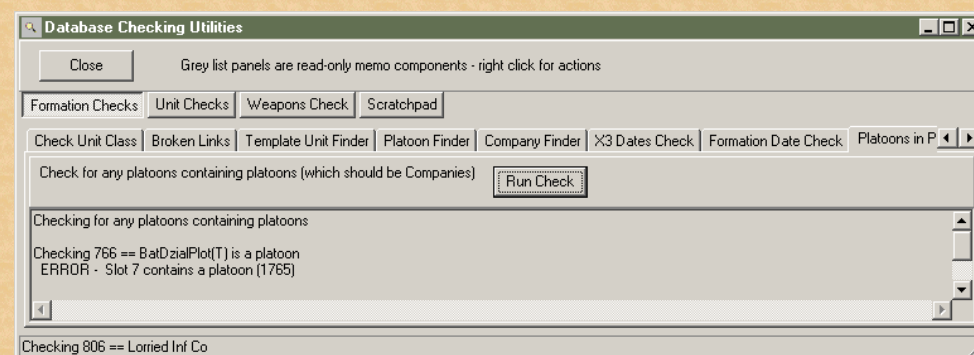 Database Checking Utilities
Close Grey list panels are read-only memo components - right click for actions
Formation Checks Unit Checks Weapons Check Scratchpad
Check Unit Class Broken Links Template Unit Finder Platoon Finder Company Finder X3 Dates Check Formation Date Check Platoons in P
Check for any platoons containing platoons (which should be Companies) Run Check
Checking for any platoons containing platoons
Checking 766 == BatDzialPlot(T) is a platoon
ERROR - Slot 7 contains a platoon (1765)
Checking 806 == Lorried Inf Co